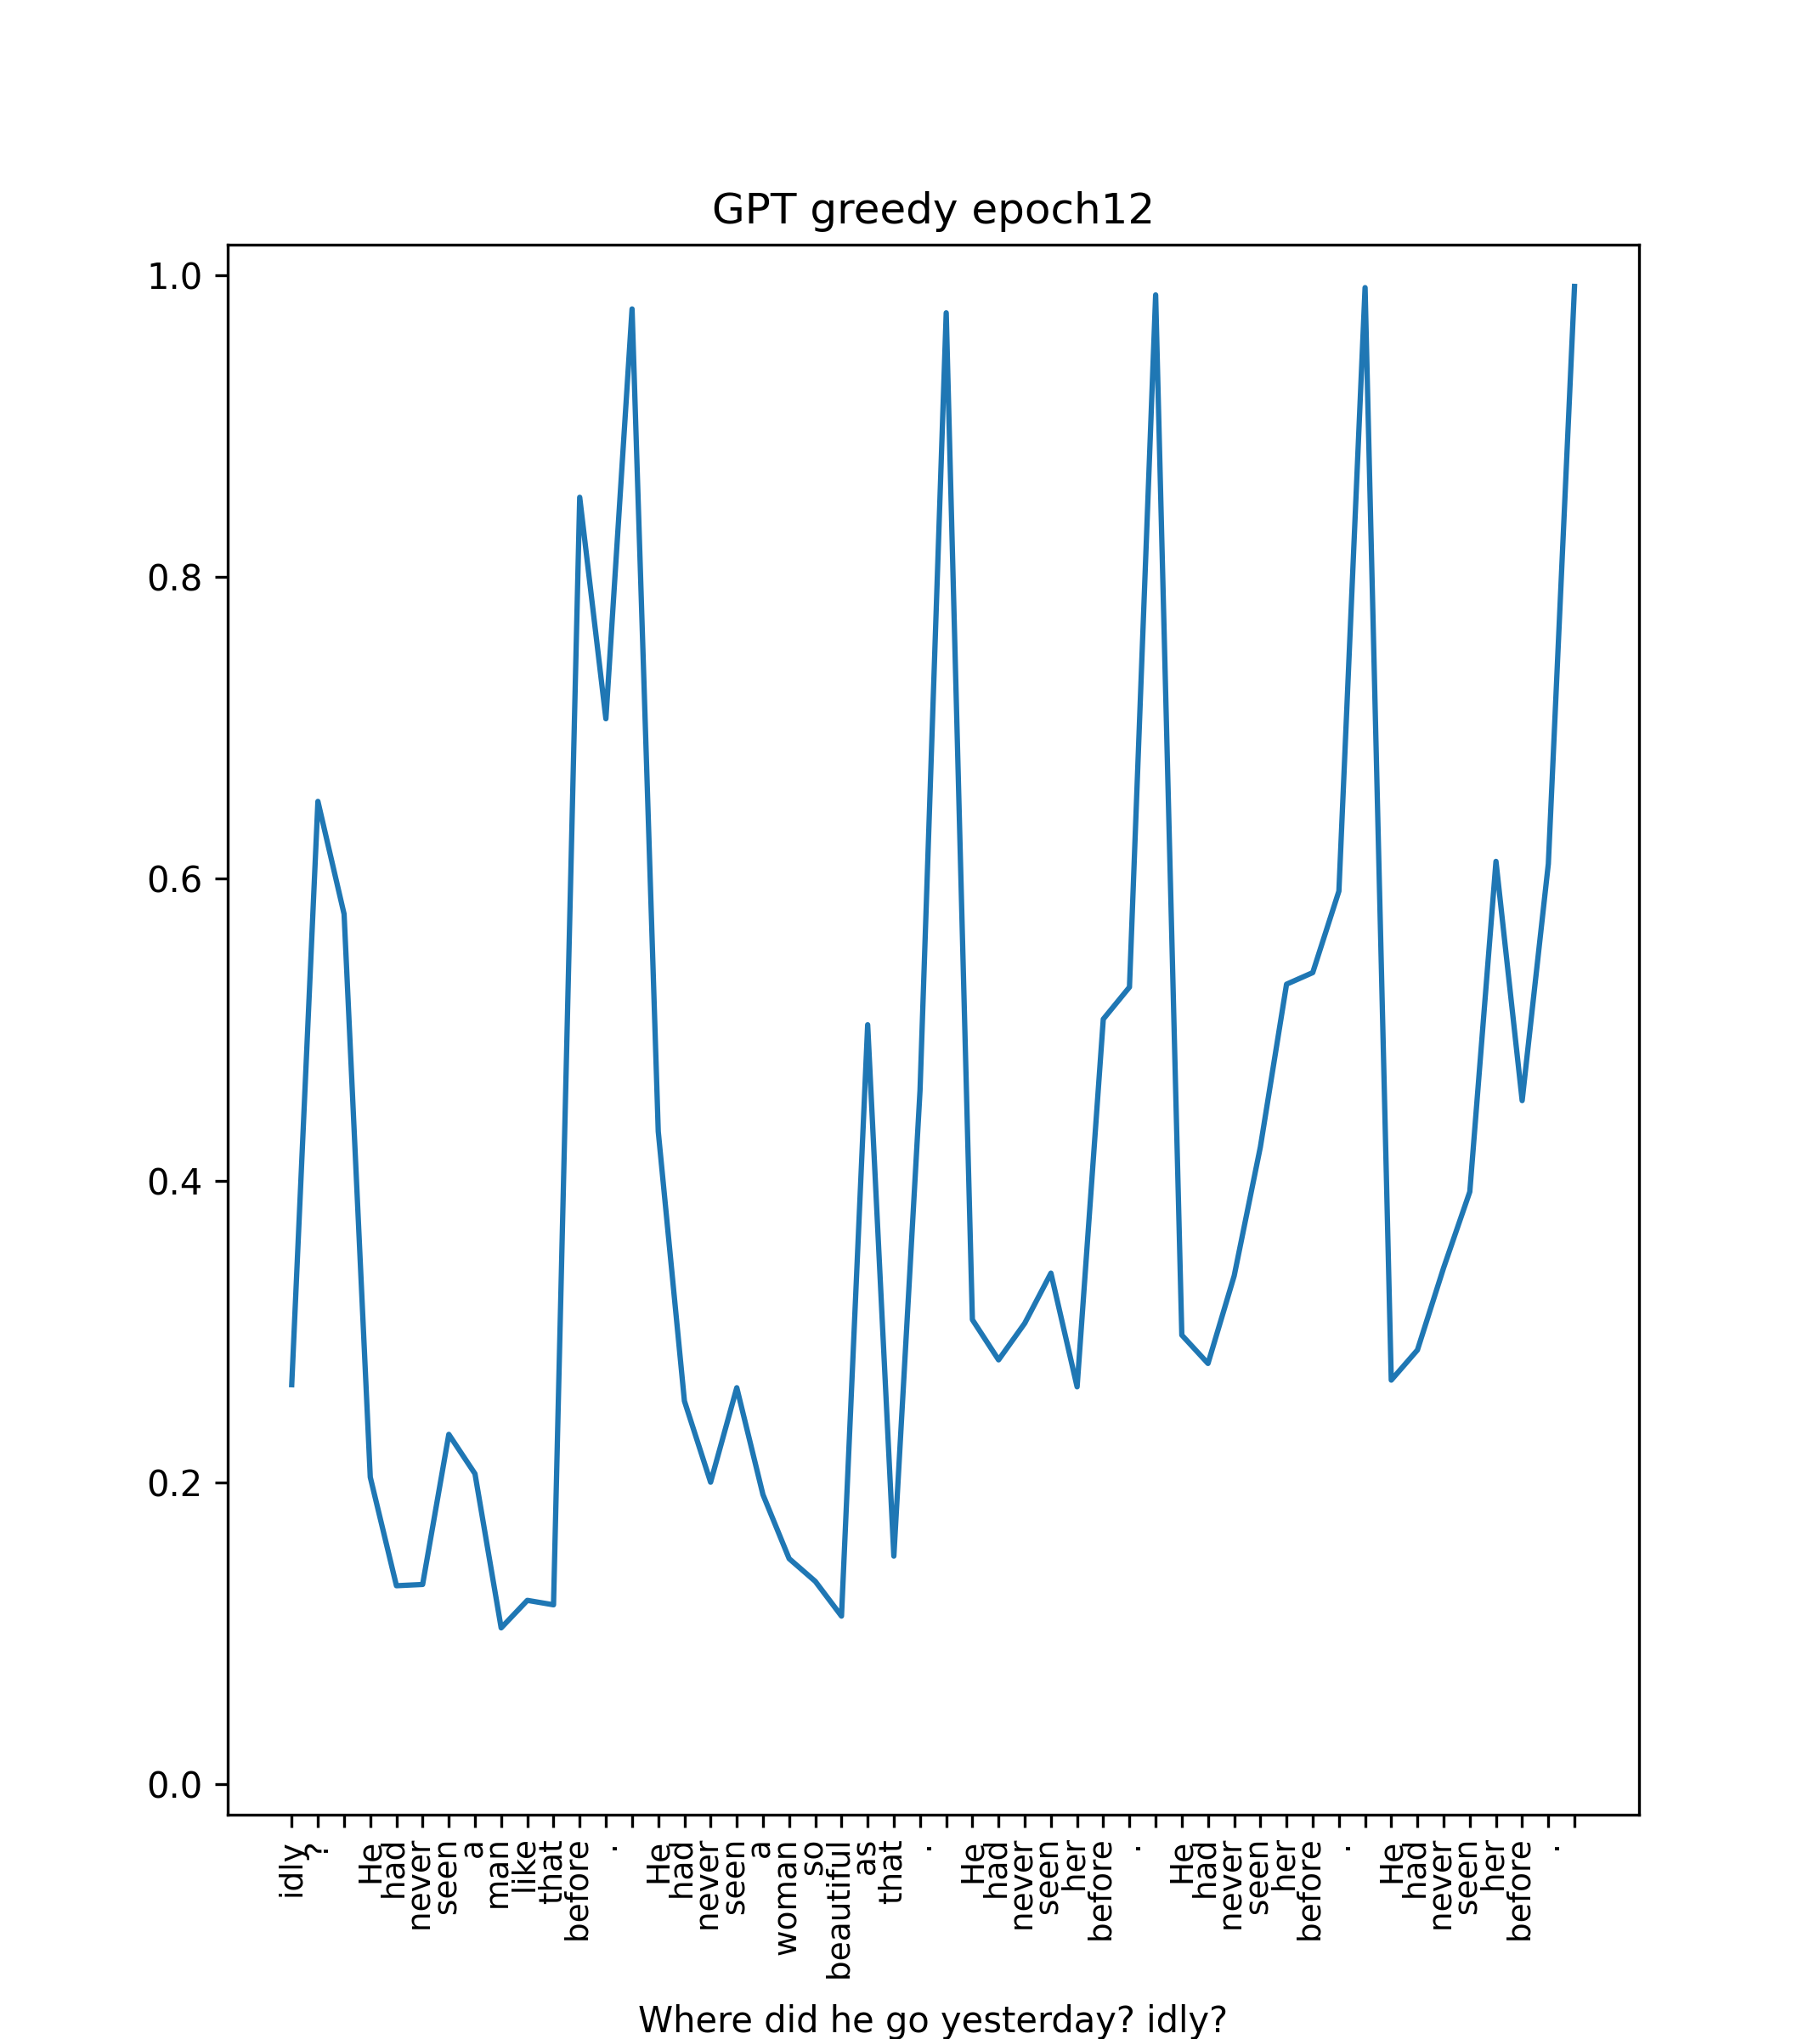 GPT greedy epoch12
1.0
0.8
0.6
0.4
0.2
0.0
idly
?
He
had
never
seen
a
man
like
that
before
.
He
had
never
seen
a
woman
so
beautiful
as
that
.
He
had
never
seen
her
before
.
He
had
never
seen
her
before
.
He
had
never
seen
her
before
.
Where did he go yesterday? idly?